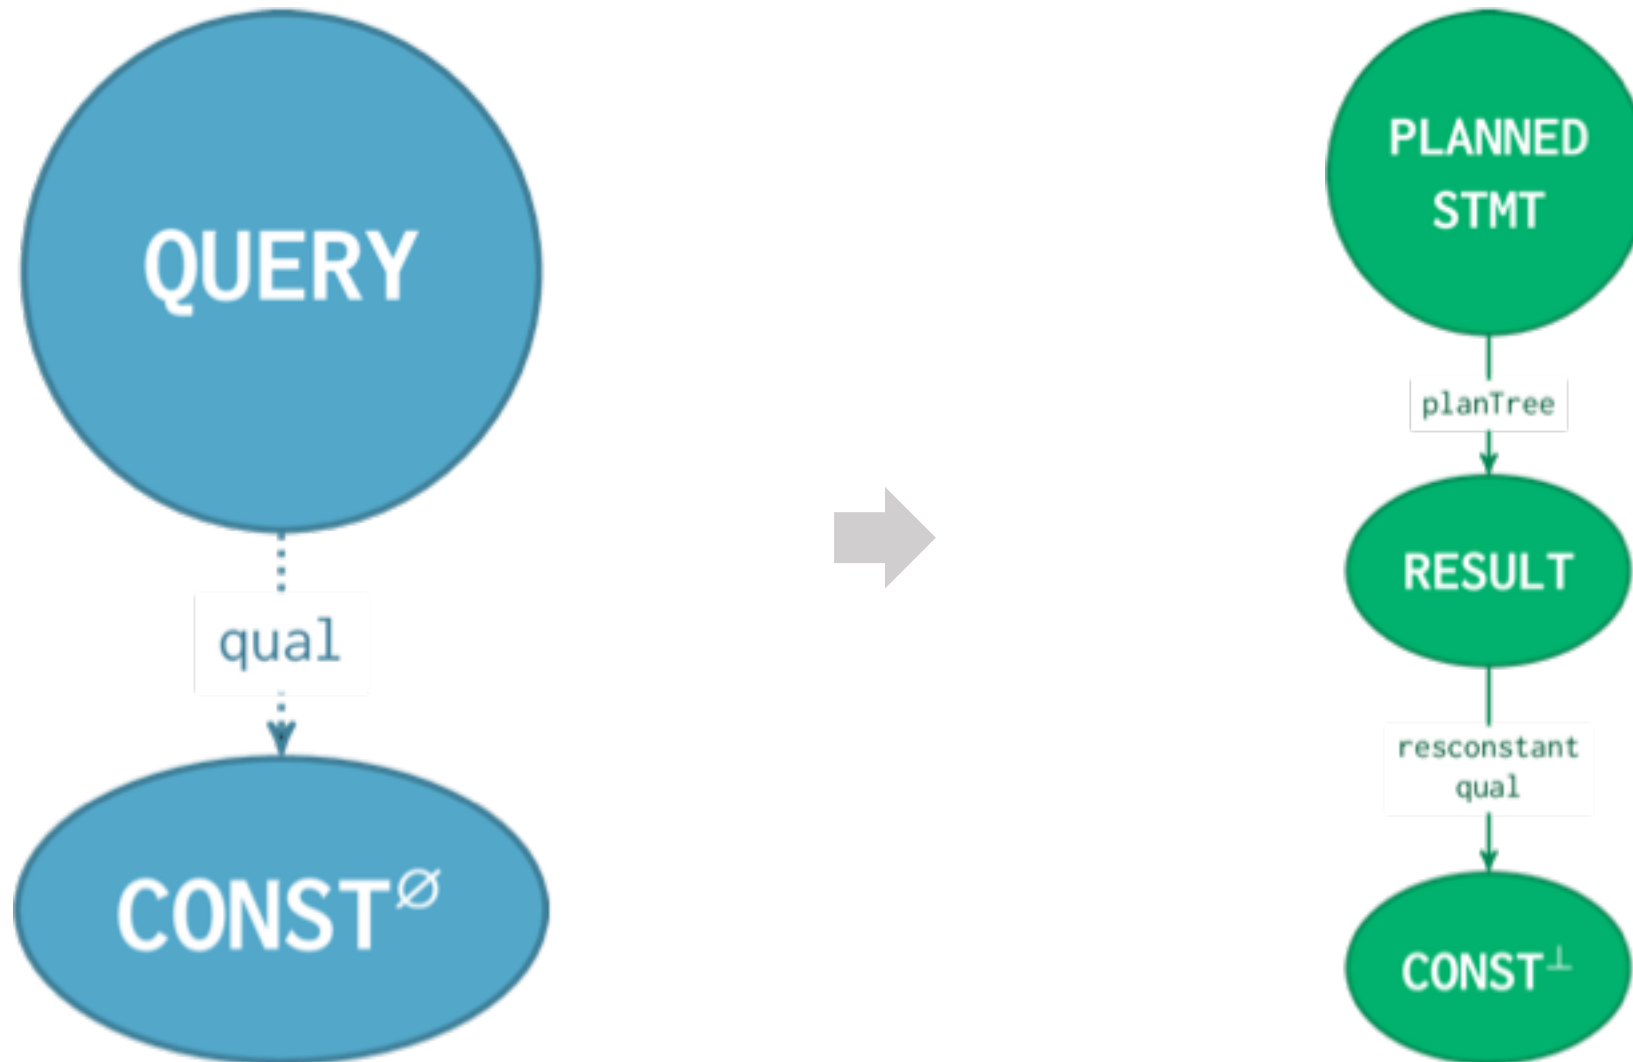 QUERY
qual
CONST∅
PLANNED
STMT
planTree
RESULT
resconstant
qual
CONST⊥